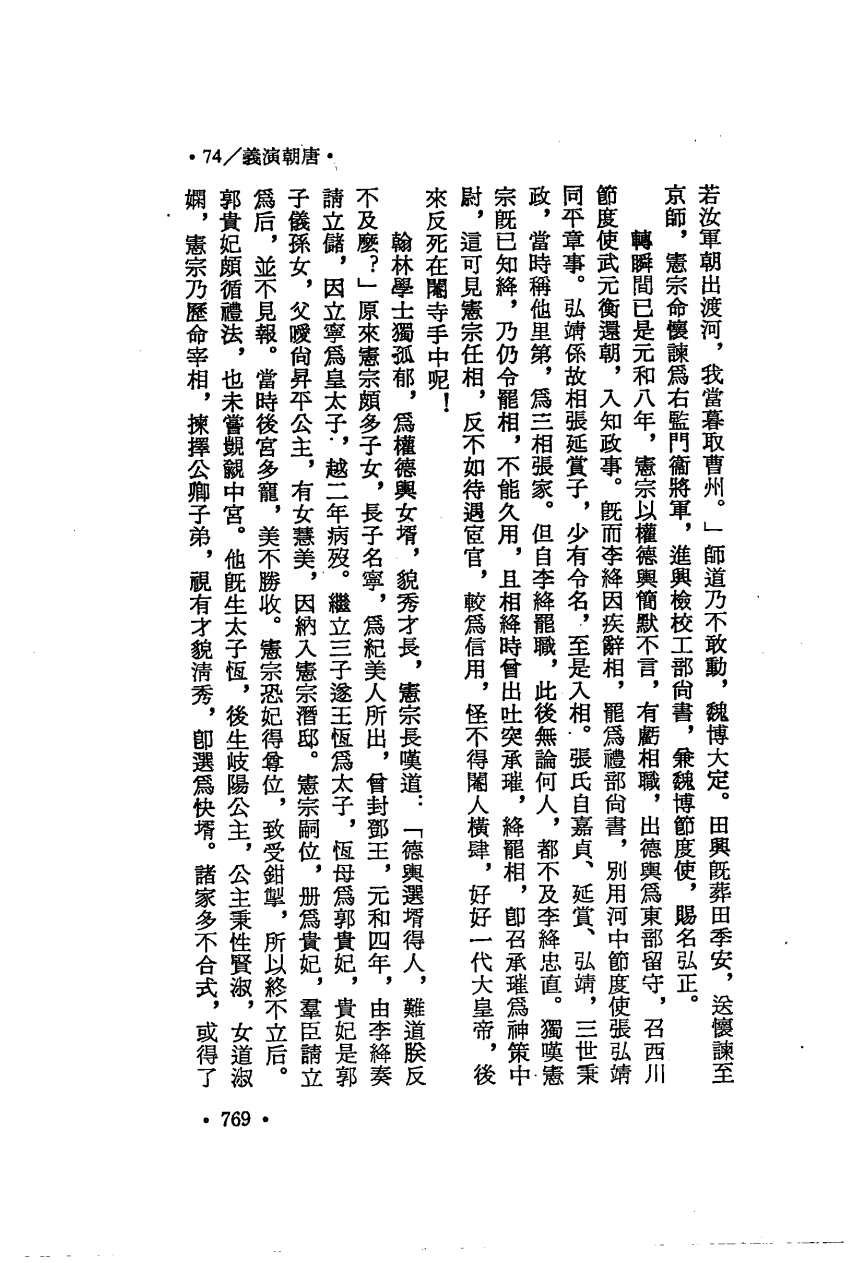 •74/義演朝唐•
若汝軍朝出渡河，我當暮取曹州。」師道乃不敢動，魏博大定。田興既葬田季安，送懷諫至
京師，憲宗命懷諫爲右監門衞將軍，進興檢校工部尙書，兼魏博節度使，賜名弘正。
轉瞬間已是元和八年，憲宗以權德輿簡默不言，有虧相職，出德輿爲東部留守，召西川
節度使武元衡還朝，入知政事。既而李絳因疾辭相，罷爲禮部尙書，別用河中節度使張弘靖
同平章事。弘靖係故相張延賞子，少有令名，至是入相。張氏自嘉貞、延賞、弘靖，三世秉
政，當時稱他里第，爲三相張家。但自李絳罷職，此後無論何人，都不及李絳忠直。獨嘆憲
宗既已知絳，乃仍令罷相，不能久用，且相絳時曾出吐突承璀，絳罷相，卽召承璀爲神策中
尉，這可見憲宗任相，反不如待遇宦官，較爲信用，怪不得閹人橫肆，好好一代大皇帝，後
來反死在閹寺手中呢！
翰林學士獨孤郁，爲權德輿女壻，貌秀才長，憲宗長嘆道：「德輿選壻得人，難道朕反
不及麽？」原來憲宗頗多子女，長子名寧，爲紀美人所出，曾封鄧王，元和四年，由李絳奏
請立儲，因立寧爲皇太子，越二年病歿。繼立三子遂王恆爲太子，恆母爲郭貴妃，貴妃是郭
子儀孫女，父曖尙昇平公主，有女慧美，因納入憲宗潛邸。憲宗嗣位，册爲貴妃，羣臣請立
爲后，並不見報。當時後宮多寵，美不勝收。憲宗恐妃得尊位，致受鉗掣，所以終不立后。
郭貴妃頗循禮法，也未嘗覬覦中宮。他既生太子恆，後生岐陽公主，公主秉性賢淑，女道淑
嫻，憲宗乃歷命宰相，揀擇公卿子弟，視有才貌淸秀，卽選爲快壻。諸家多不合式，或得了
•769•